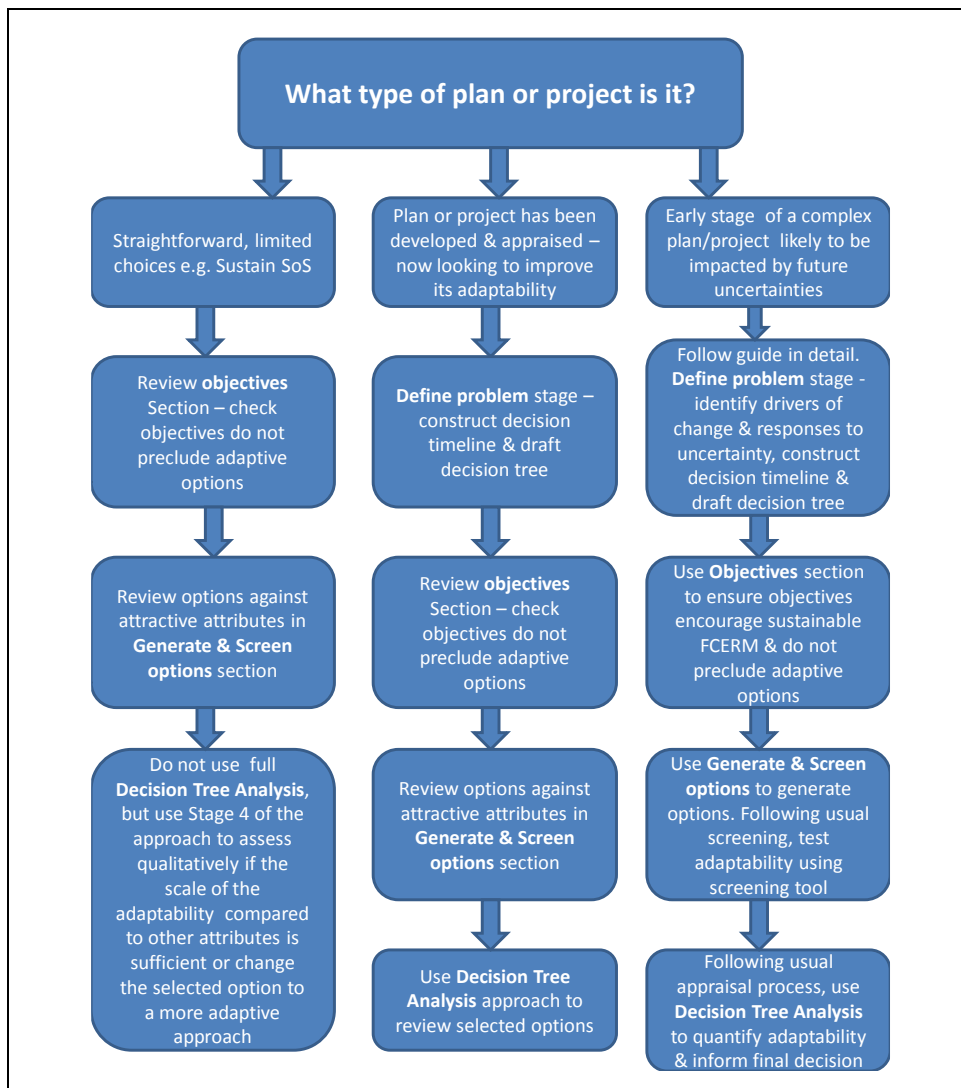 What type of plan or project is it?
Straightforward, limited
choices e.g. Sustain SoS
Review objectives
Section – check
objectives do not
preclude adaptive
options
Review options against
attractive attributes in
Generate & Screen
options section
Do not use full
Decision Tree Analysis,
but use Stage 4 of the
approach to assess
qualitatively if the
scale of the
adaptability compared
to other attributes is
sufficient or change
the selected option to
a more adaptive
approach
Plan or project has been
developed & appraised –
now looking to improve
its adaptability
Define problem stage –
construct decision
timeline & draft
decision tree
Review objectives
Section – check
objectives do not
preclude adaptive
options
Review options against
attractive attributes in
Generate & Screen
options section
Use Decision Tree
Analysis approach to
review selected options
Early stage of a complex
plan/project likely to be
impacted by future
uncertainties
Follow guide in detail.
Define problem stage -
identify drivers of
change & responses to
uncertainty, construct
decision timeline &
draft decision tree
Use Objectives section
to ensure objectives
encourage sustainable
FCERM & do not
preclude adaptive
options
Use Generate & Screen
options to generate
options. Following usual
screening, test
adaptability using
screening tool
Following usual
appraisal process, use
Decision Tree Analysis
to quantify adaptability
& inform final decision